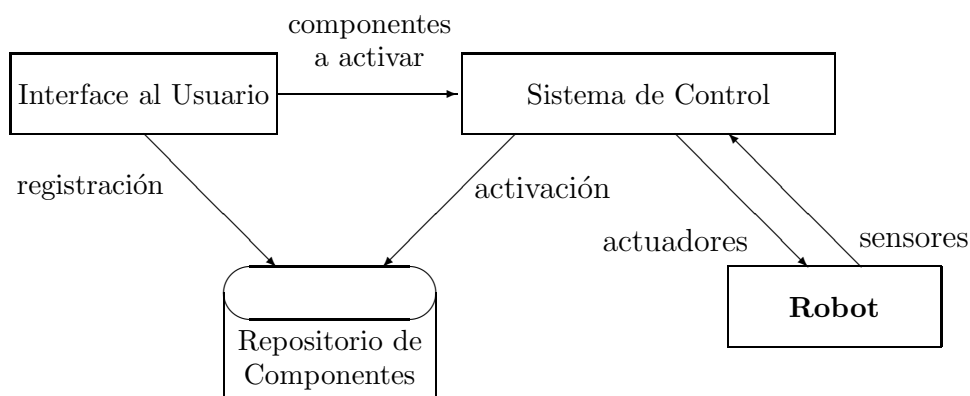 componentes
a activar
Interface al Usuario
Sistema de Control
registración
activación
actuadores
sensores
Robot
Repositorio de
Componentes